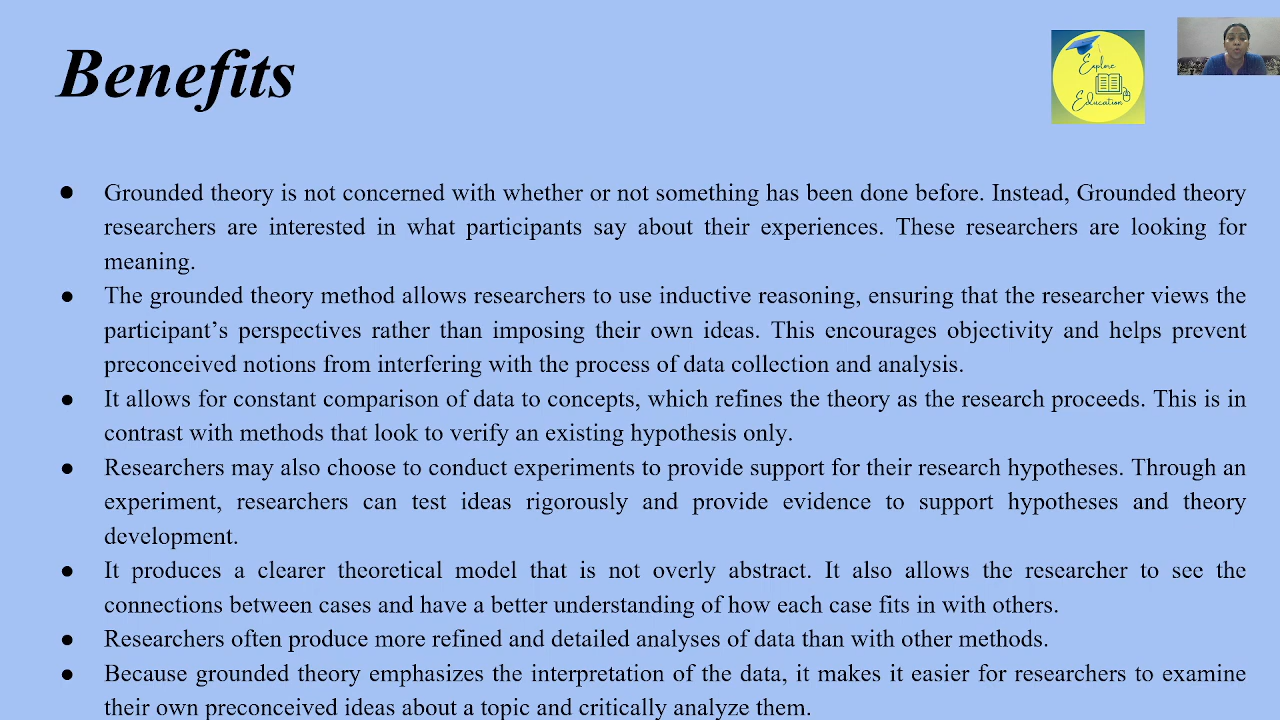 Benefits
Explore
Education
● Grounded theory is not concerned with whether or not something has been done before. Instead, Grounded theory
researchers are interested in what participants say about their experiences. These researchers are looking for
meaning.
● The grounded theory method allows researchers to use inductive reasoning, ensuring that the researcher views the
participant’s perspectives rather than imposing their own ideas. This encourages objectivity and helps prevent
preconceived notions from interfering with the process of data collection and analysis.
● It allows for constant comparison of data to concepts, which refines the theory as the research proceeds. This is in
contrast with methods that look to verify an existing hypothesis only.
● Researchers may also choose to conduct experiments to provide support for their research hypotheses. Through an
experiment, researchers can test ideas rigorously and provide evidence to support hypotheses and theory
development.
● It produces a clearer theoretical model that is not overly abstract. It also allows the researcher to see the
connections between cases and have a better understanding of how each case fits in with others.
● Researchers often produce more refined and detailed analyses of data than with other methods.
● Because grounded theory emphasizes the interpretation of the data, it makes it easier for researchers to examine
their own preconceived ideas about a topic and critically analyze them.